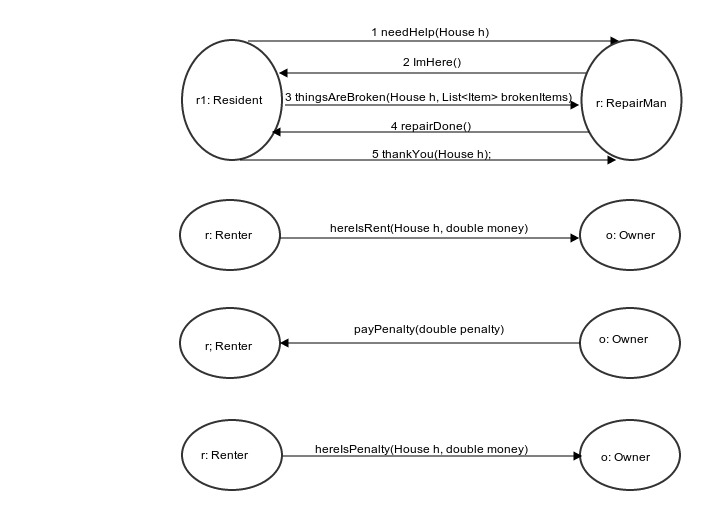 1 needHelp(House h)
2 ImHere()
r1: Resident
3 thingsAreBroken(House h, List<Item> brokenItems)
r: RepairMan
4 repairDone()
5 thankYou(House h);
r: Renter
hereIsRent(House h, double money)
o: Owner
payPenalty(double penalty)
r; Renter
o: Owner
hereIsPenalty(House h, double money)
r: Renter
o: Owner